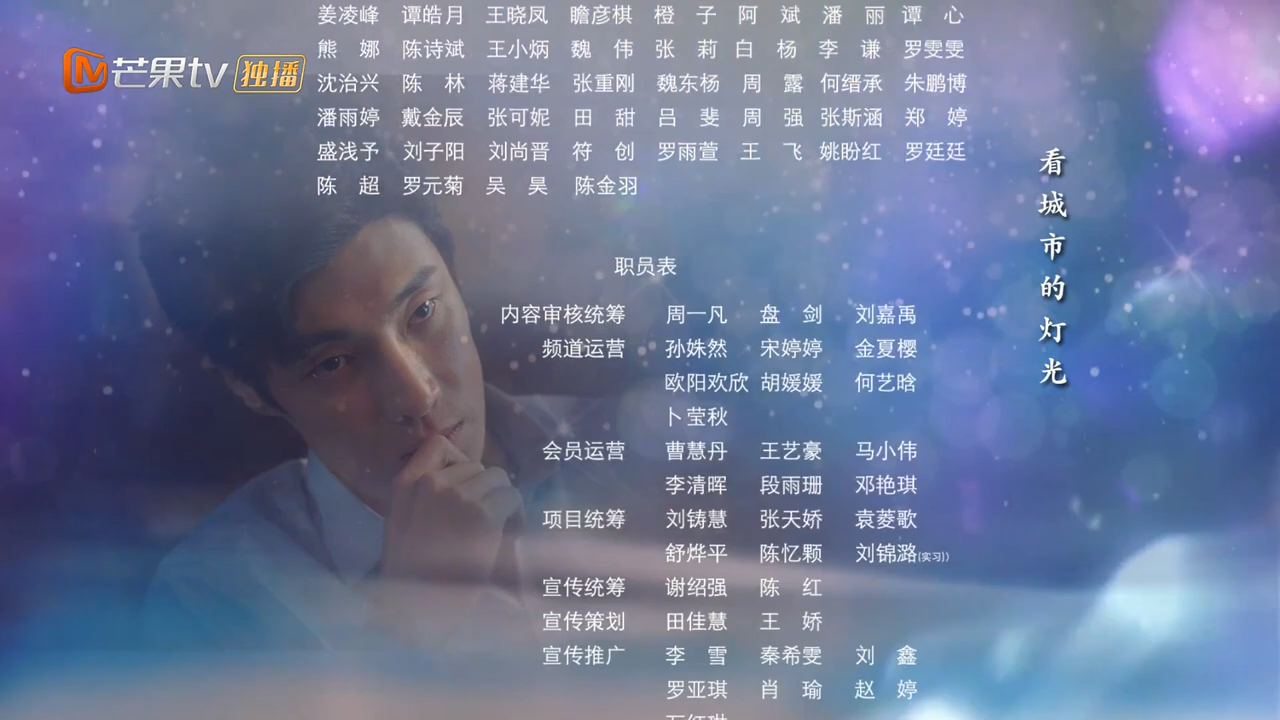 姜凌峰 谭皓月 王晓凤 瞻彦棋 橙 子 阿 斌 潘 丽 谭 心
熊 娜 陈诗斌 王小炳 魏 伟 张 莉 白 杨 李 谦 罗雯雯
芒果tv 独播
沈治兴 陈 林 蒋建华 张重刚 魏东杨 周 露 何缙承 朱鹏博
潘雨婷 戴金辰 张可妮 田 甜 吕 斐 周 强 张斯涵 郑 婷
盛浅予 刘子阳 刘尚晋 符 创 罗雨萱 王 飞 姚盼红 罗廷廷
陈 超 罗元菊 吴 昊 陈金羽
看城市的灯光
职员表
内容审核统筹 周一凡 盘 剑 刘嘉禹
频道运营 孙姝然 宋婷婷 金夏樱
欧阳欢欣 胡媛媛 何艺晗
卜莹秋
会员运营 曹慧丹 王艺豪 马小伟
李清晖 段雨珊 邓艳琪
项目统筹 刘铸慧 张天娇 袁菱歌
舒烨平 陈忆颗 刘锦潞(实习))
宣传统筹 谢绍强 陈 红
宣传策划 田佳慧 王 娇
宣传推广 李 雪 秦希雯 刘 鑫
罗亚琪 肖 瑜 赵 婷